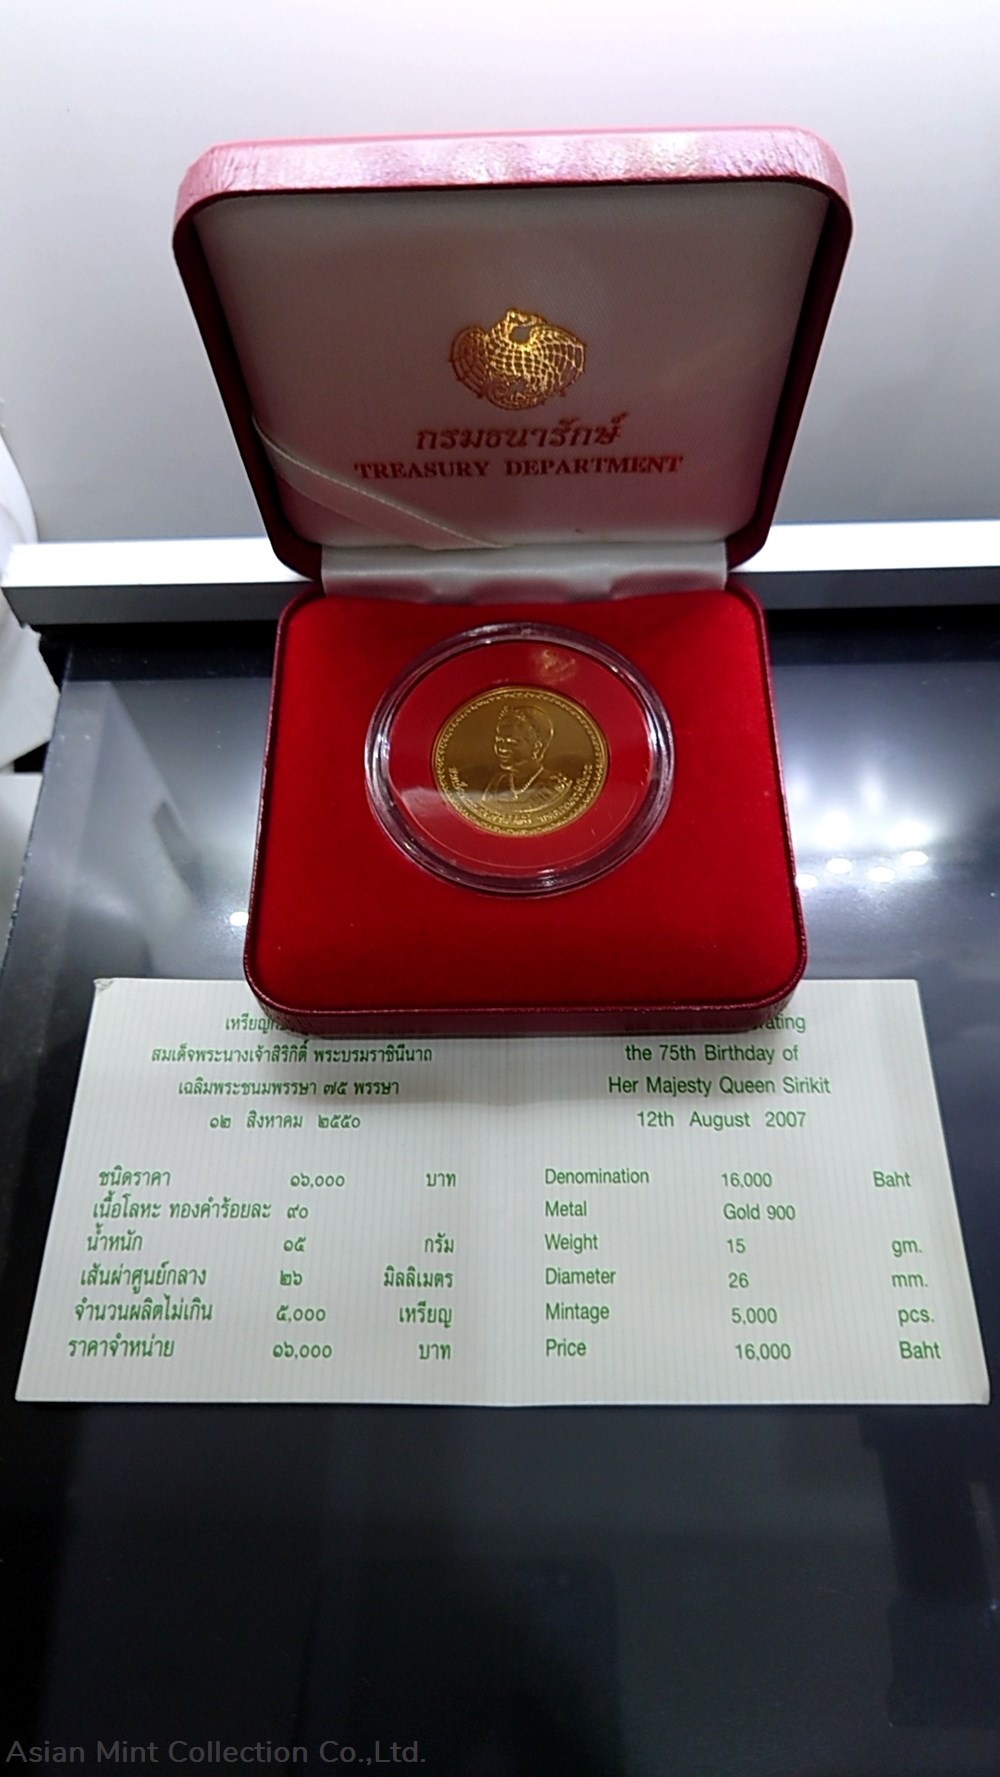 กรมธนารักษ์
TREASURY DEPARTMENT
สมเด็จพระนางเจ้าสิริกิติ์ พระบรมราชินีนาถ
เฉลิมพระชนมพรรษา ๗๕ พรรษา
๑๒ สิงหาคม ๒๕๕๐
ชนิดราคา ๑๖,๐๐๐ บาท
เนื้อโลหะ ทองคำร้อยละ ๙๐
น้ำหนัก ๑๕ กรัม
เส้นผ่าศูนย์กลาง ๒๖ มิลลิเมตร
จำนวนผลิตไม่เกิน ๕,๐๐๐ เหรียญ
ราคาจำหน่าย ๑๖,๐๐๐ บาท
the 75th Birthday of
Her Majesty Queen Sirikit
12th August 2007
Denomination 16,000 Baht
Metal Gold 900
Weight 15 gm.
Diameter 26 mm.
Mintage 5,000 pcs.
Price 16,000 Baht
Asian Mint Collection Co.,Ltd.